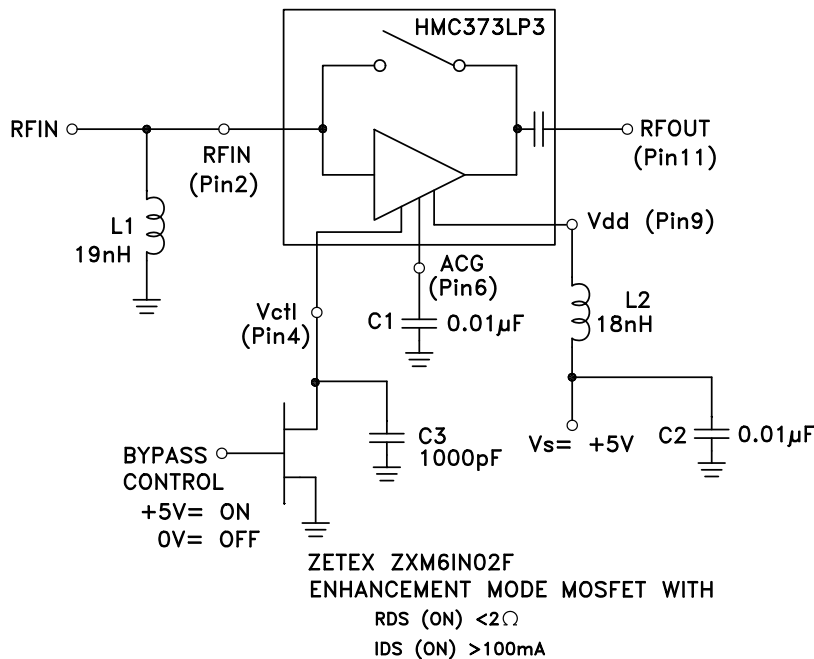 HMC373LP3
RFIN
RFIN
(Pin2)
RFOUT
(Pin11)
L1
19nH
Vdd (Pin9)
ACG
(Pin6)
Vctl
(Pin4)
C1
0.01µF
L2
18nH
C3
1000pF
Vs= +5V
C2
0.01µF
BYPASS
CONTROL
+5V= ON
0V= OFF
ZETEX ZXM6IN02F
ENHANCEMENT MODE MOSFET WITH
RDS (ON) <2Ω
IDS (ON) >100mA